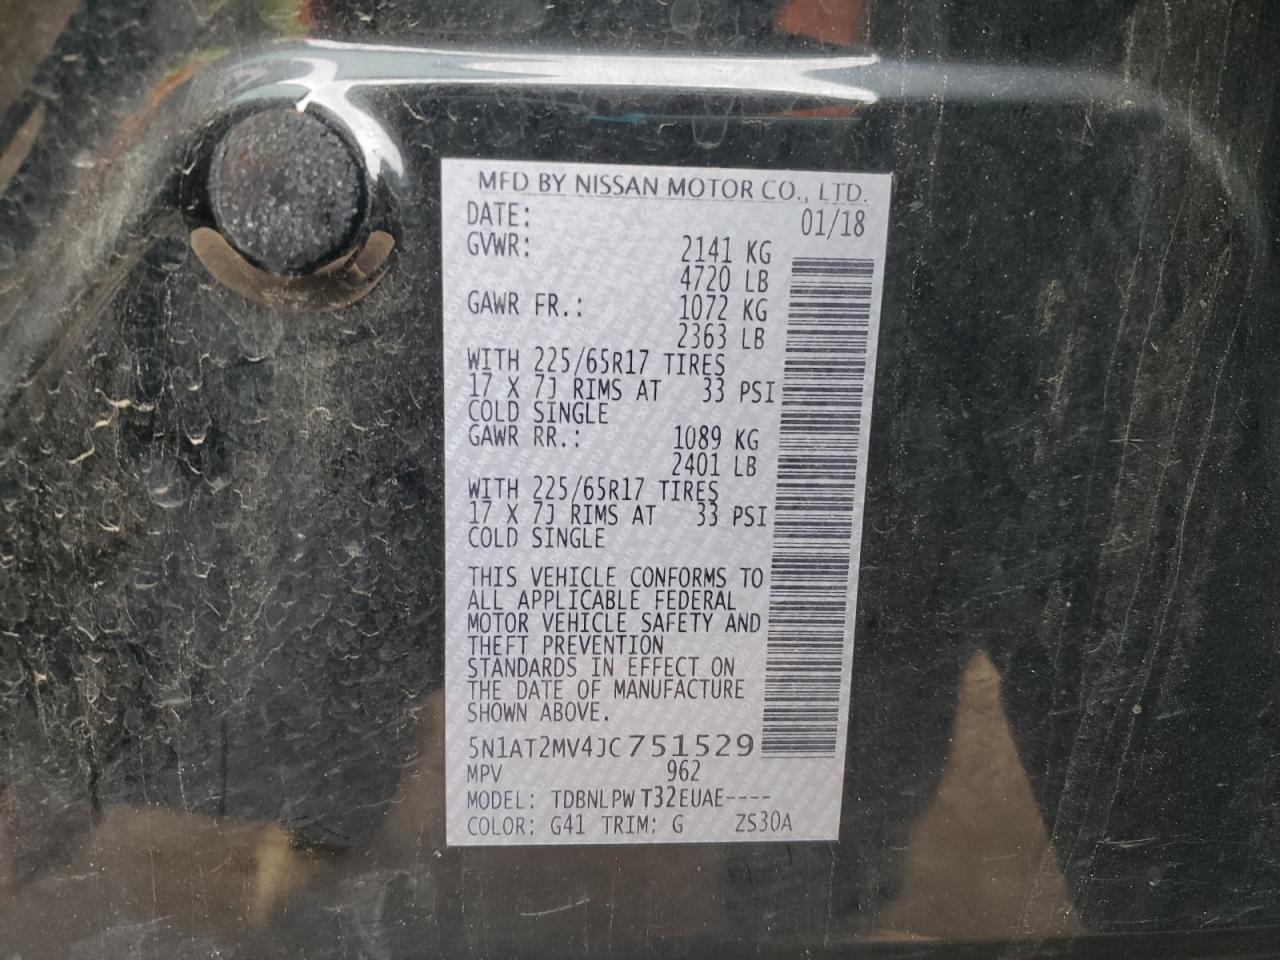 MFD BY NISSAN MOTOR CO., LTD.
DATE: 01/18
GVWR: 2141 KG
4720 LB
GAWR FR.: 1072 KG
2363 LB
WITH 225/65R17 TIRES
17 X 7J RIMS AT 33 PSI
COLD SINGLE
GAWR RR.: 1089 KG
2401 LB
WITH 225/65R17 TIRES
17 X 7J RIMS AT 33 PSI
COLD SINGLE
THIS VEHICLE CONFORMS TO
ALL APPLICABLE FEDERAL
MOTOR VEHICLE SAFETY AND
THEFT PREVENTION
STANDARDS IN EFFECT ON
THE DATE OF MANUFACTURE
SHOWN ABOVE.
5N1AT2MV4JC751529
MPV 962
MODEL: TDBNLPW T32EUAE----
COLOR: G41 TRIM: G ZS30A